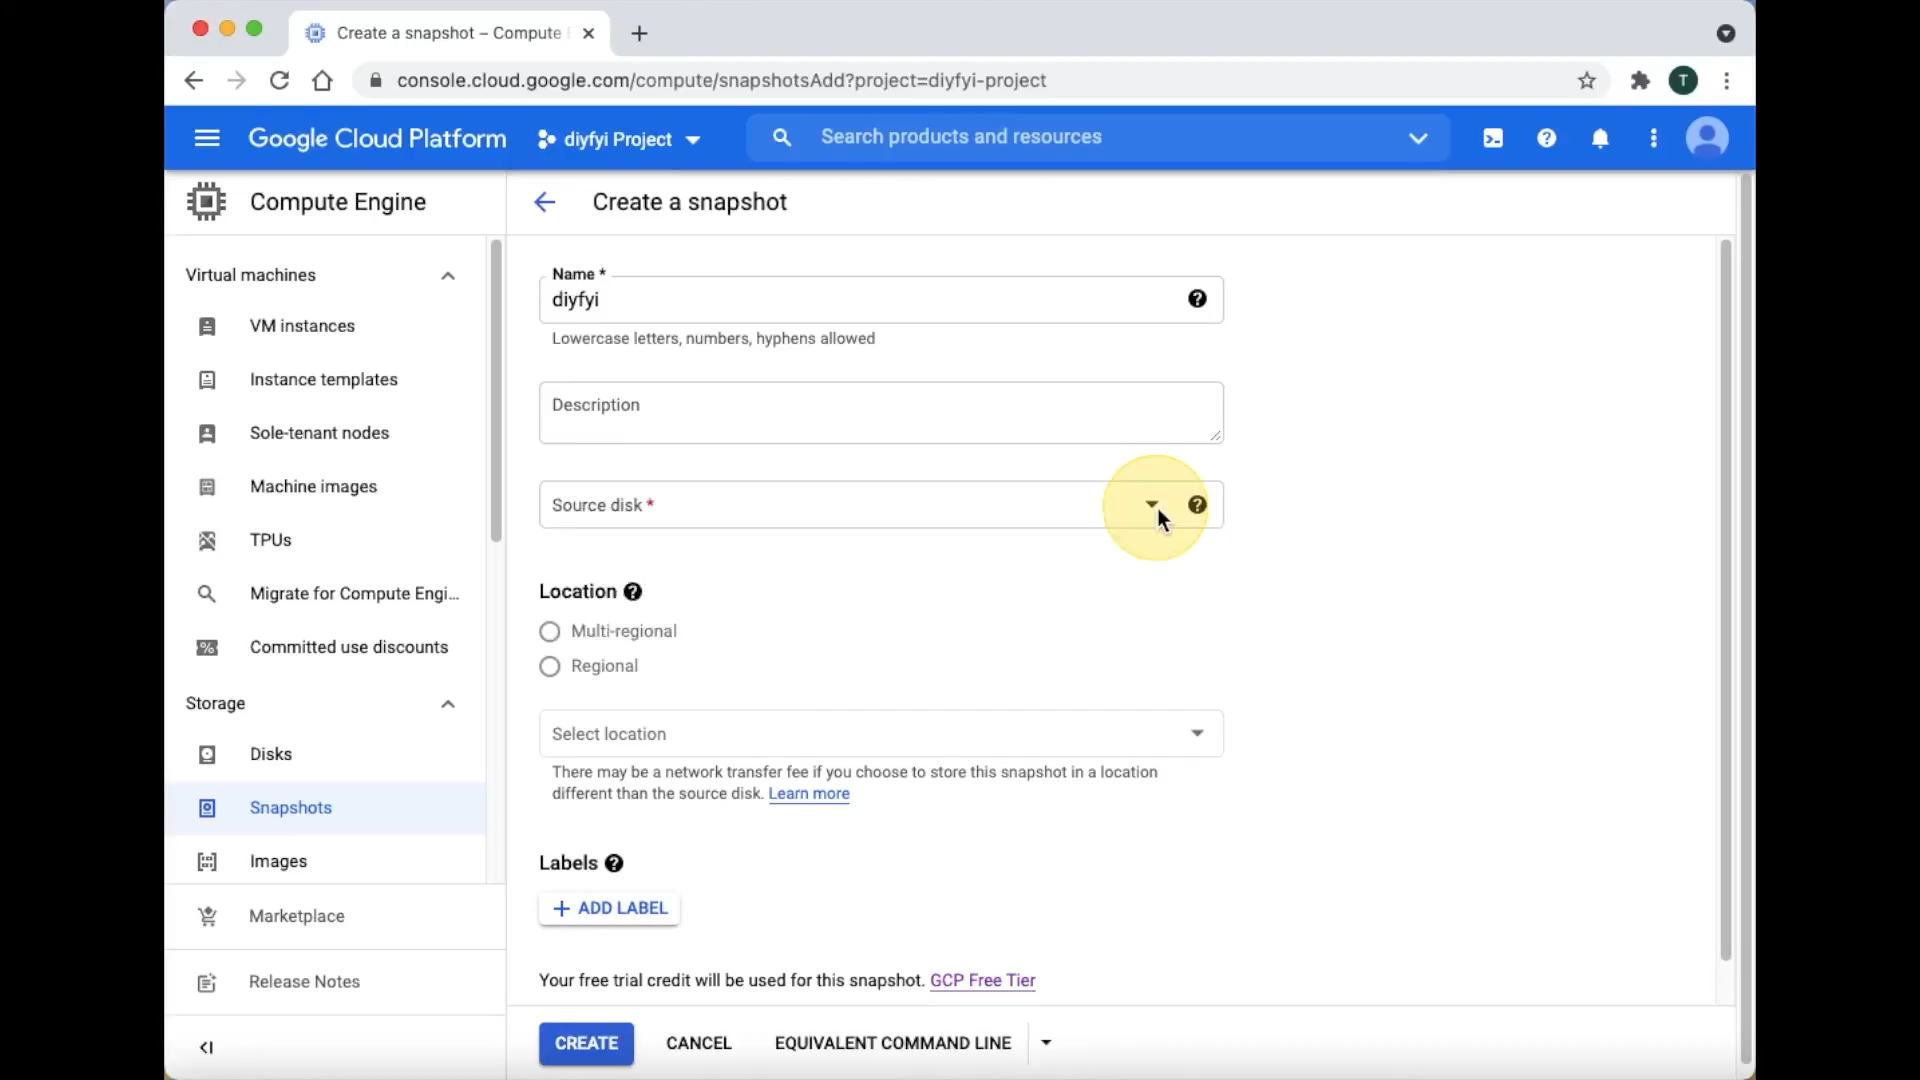 Create a snapshot – Compute
console.cloud.google.com/compute/snapshotsAdd?project=diyfyi-project
T
Google Cloud Platform
diyfyi Project
Search products and resources
Compute Engine
Create a snapshot
Virtual machines
VM instances
Instance templates
Sole-tenant nodes
Machine images
TPUs
Migrate for Compute Engi...
Committed use discounts
Storage
Disks
Snapshots
Images
Marketplace
Release Notes
Name *
diyfyi
Lowercase letters, numbers, hyphens allowed
Description
Source disk *
Location
Multi-regional
Regional
Select location
There may be a network transfer fee if you choose to store this snapshot in a location
different than the source disk. Learn more
Labels
+ ADD LABEL
Your free trial credit will be used for this snapshot. GCP Free Tier
CREATE
CANCEL
EQUIVALENT COMMAND LINE